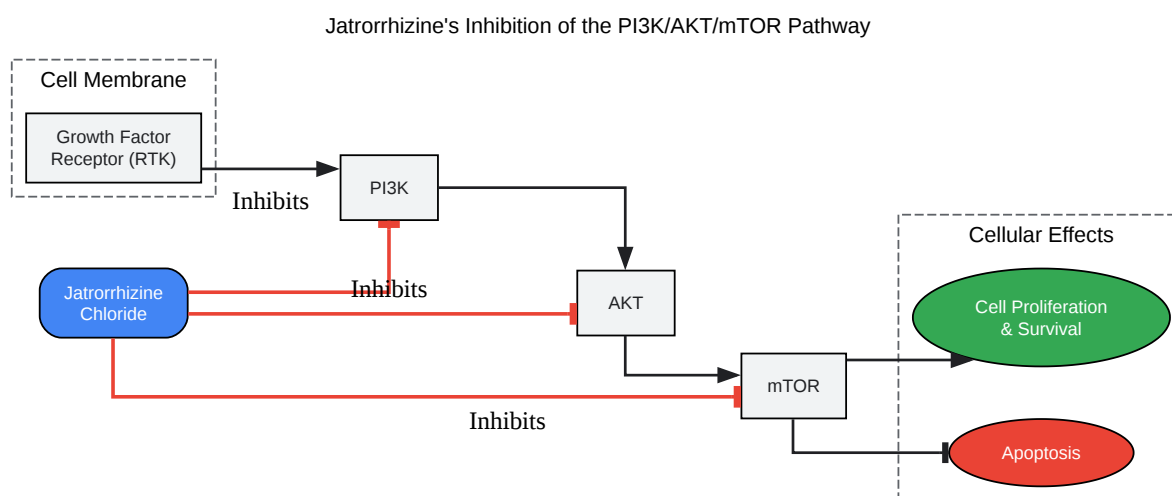 Jatrorrhizine's Inhibition of the PI3K/AKT/mTOR Pathway
Cell Membrane
Growth Factor
Receptor (RTK)
PI3K
Inhibits
Cellular Effects
Jatrorrhizine
Chloride
Inhibits
AKT
Cell Proliferation
& Survival
mTOR
Inhibits
Apoptosis